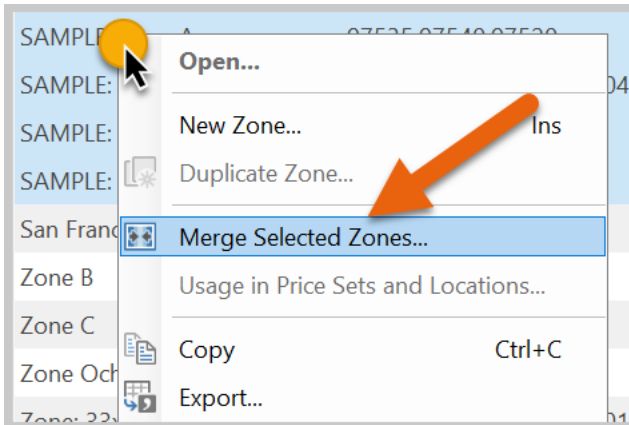 SAMPLE
Open...
SAMPLE: 04
New Zone... Ins
SAMPLE:
Duplicate Zone...
SAMPLE:
San Franc
Merge Selected Zones...
Zone B
Usage in Price Sets and Locations...
Zone C
Copy Ctrl+C
Zone Och
Export...